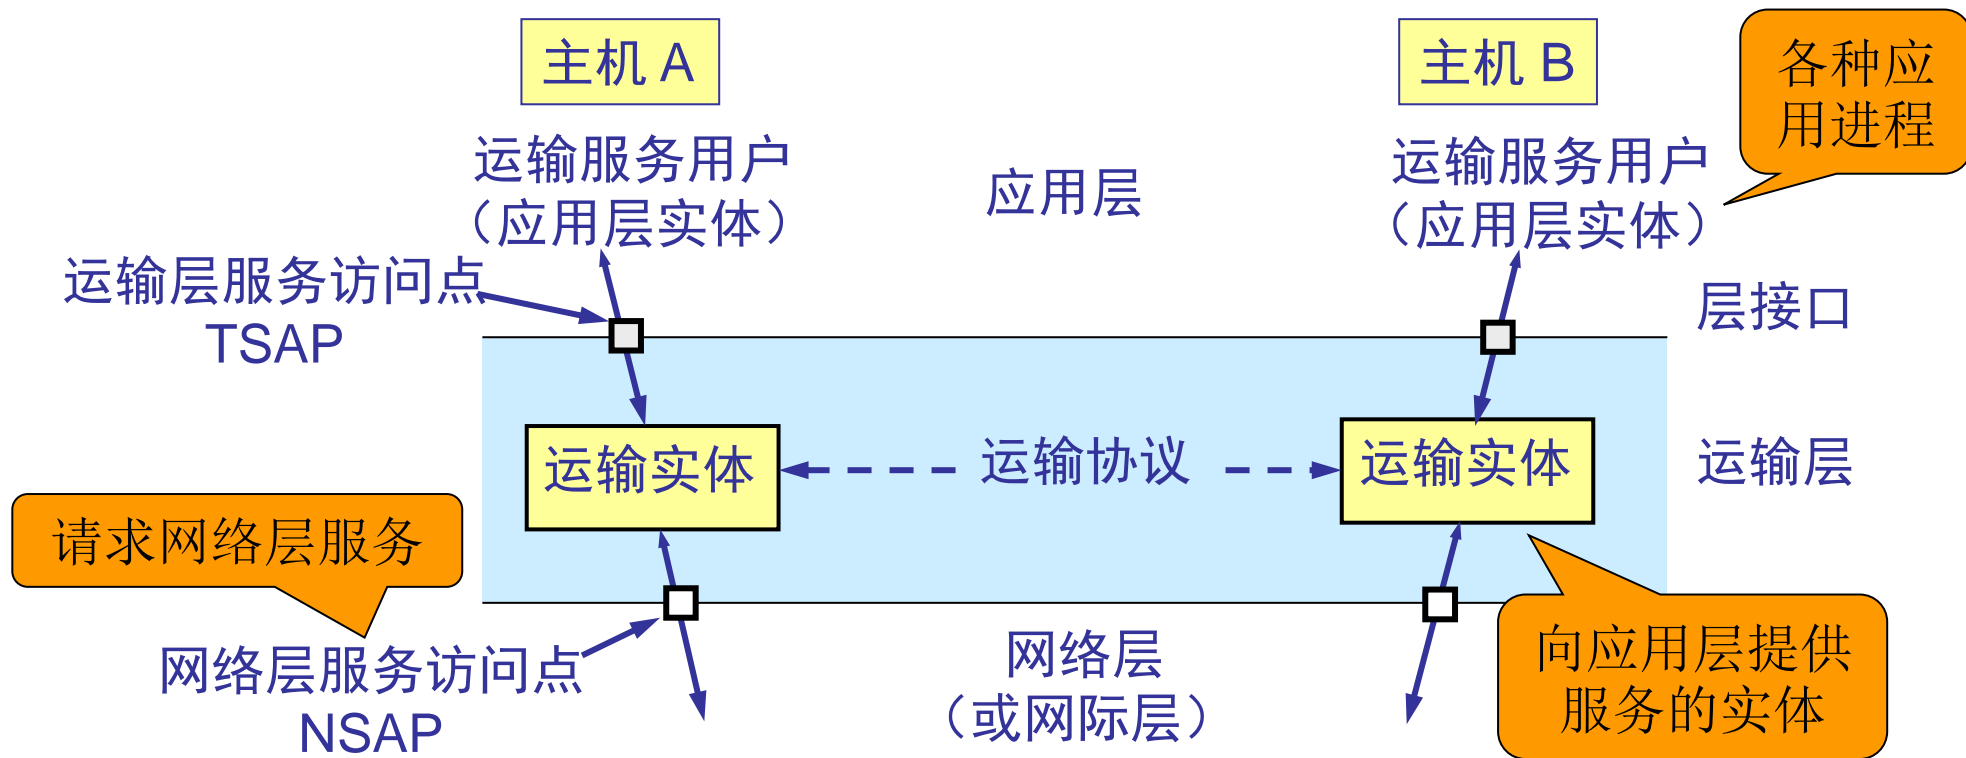 主机 A
主机 B
各种应
用进程
运输服务用户
（应用层实体）
应用层
运输服务用户
（应用层实体）
运输层服务访问点
TSAP
层接口
运输实体
运输协议
运输实体
运输层
请求网络层服务
网络层服务访问点
NSAP
网络层
（或网际层）
向应用层提供
服务的实体